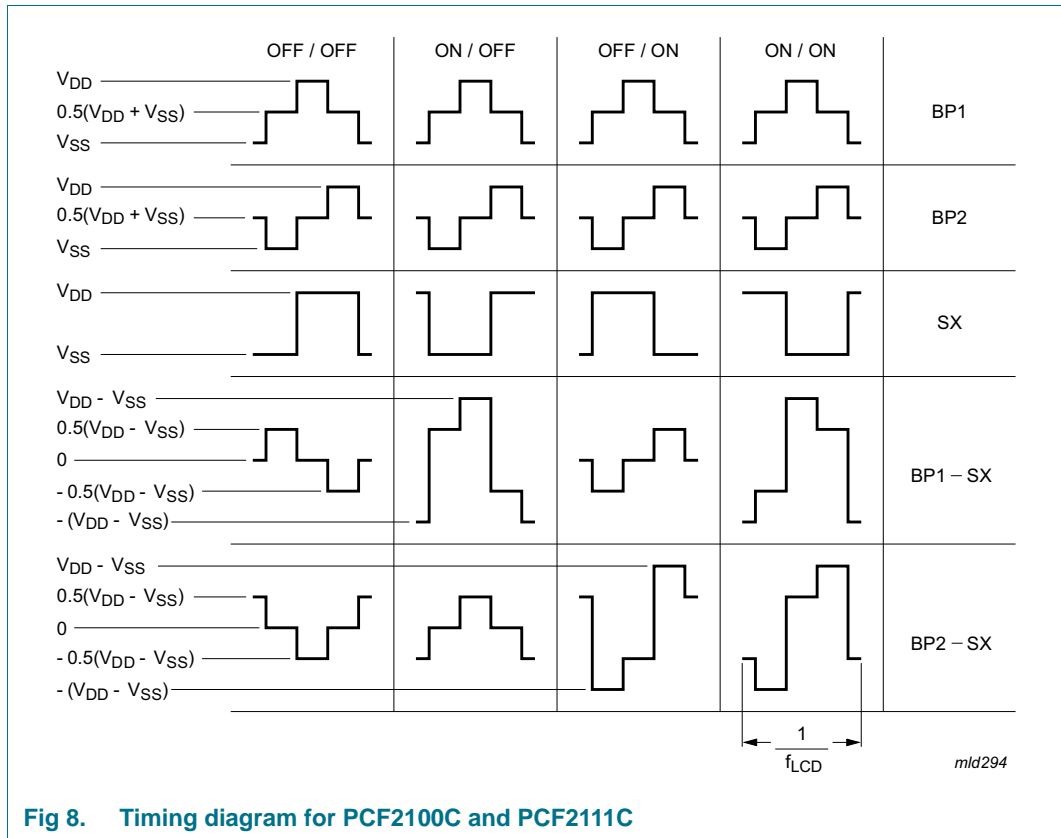 OFF / OFF ON / OFF OFF / ON ON / ON
VDD
0.5(VDD + VSS)
VSS
BP1
VDD
0.5(VDD + VSS)
VSS
BP2
VDD
VSS
SX
VDD - VSS
0.5(VDD - VSS)
0
- 0.5(VDD - VSS)
- (VDD - VSS)
BP1 – SX
VDD - VSS
0.5(VDD - VSS)
0
- 0.5(VDD - VSS)
- (VDD - VSS)
BP2 – SX
1
fLCD
mld294
Fig 8. Timing diagram for PCF2100C and PCF2111C